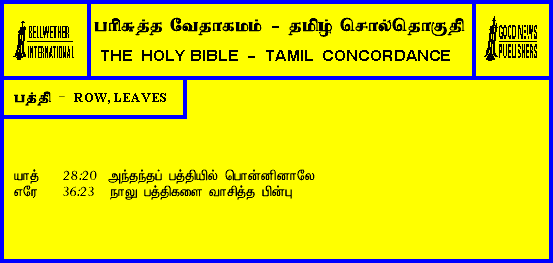 BELLWETHER
INTERNATIONAL
பரிசுத்த வேதாகமம் - தமிழ் சொல்தொகுதி
THE HOLY BIBLE - TAMIL CONCORDANCE
GOOD NEWS
PUBLISHERS
பத்தி - ROW, LEAVES
யாத் 28:20 அந்தந்தப் பத்தியில் பொன்னினாலே
எரே 36:23 நாலு பத்திகளை வாசித்த பின்பு